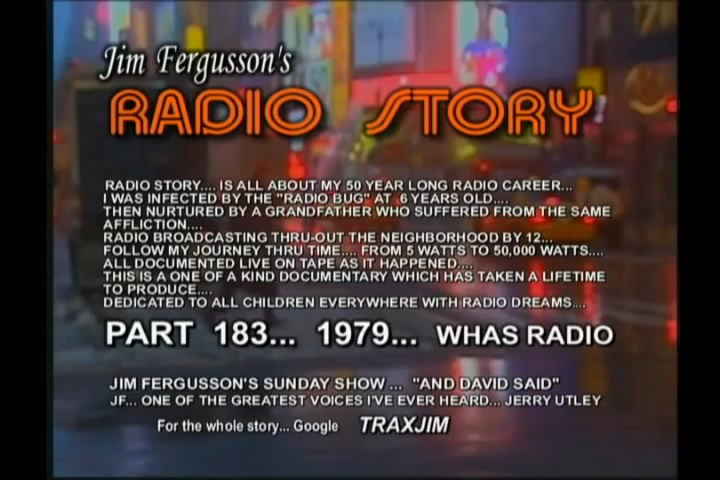 Jim Fergusson's
RADIO STORY
RADIO STORY.... IS ALL ABOUT MY 50 YEAR LONG RADIO CAREER...
I WAS INFECTED BY THE "RADIO BUG" AT 6 YEARS OLD....
THEN NURTURED BY A GRANDFATHER WHO SUFFERED FROM THE SAME
AFFLICTION....
RADIO BROADCASTING THRU-OUT THE NEIGHBORHOOD BY 12...
FOLLOW MY JOURNEY THRU TIME.... FROM 5 WATTS TO 50,000 WATTS....
ALL DOCUMENTED LIVE ON TAPE AS IT HAPPENED....
THIS IS A ONE OF A KIND DOCUMENTARY WHICH HAS TAKEN A LIFETIME
TO PRODUCE....
DEDICATED TO ALL CHILDREN EVERYWHERE WITH RADIO DREAMS....
PART 183... 1979... WHAS RADIO
JIM FERGUSSON'S SUNDAY SHOW... "AND DAVID SAID"
JF... ONE OF THE GREATEST VOICES I'VE EVER HEARD... JERRY UTLEY
For the whole story... Google TRAXJIM